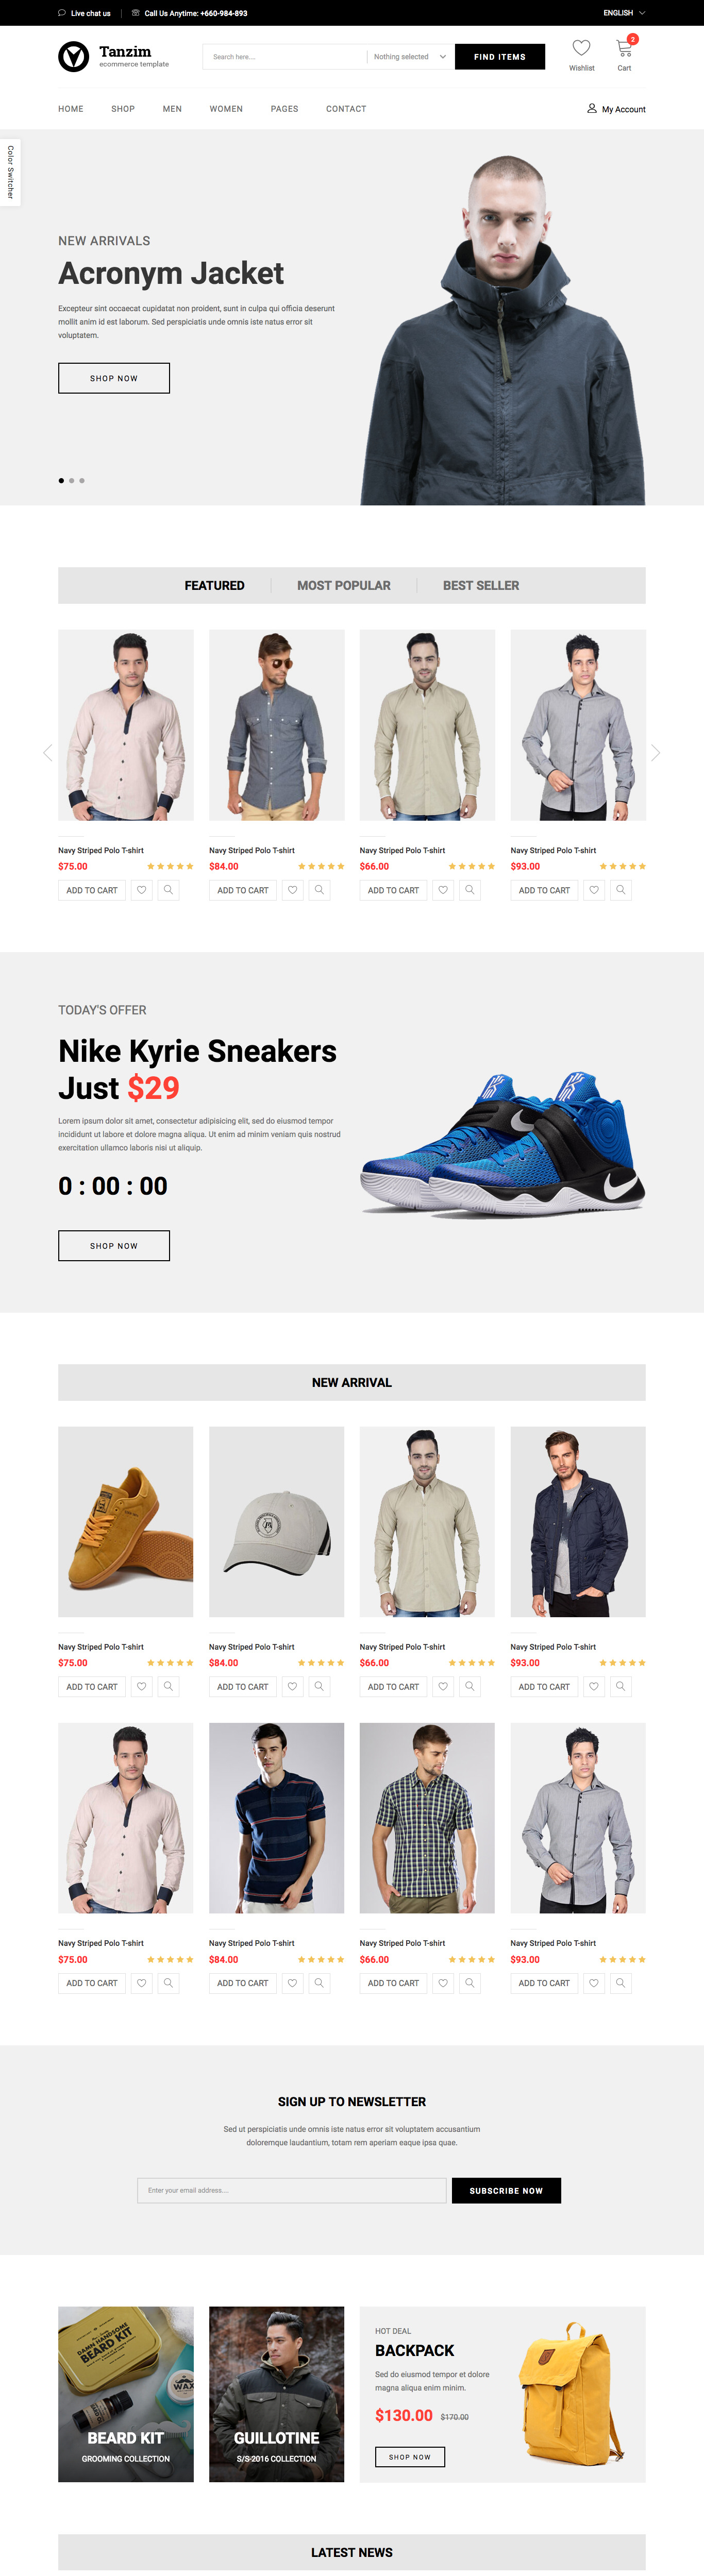 Live chat us
Call Us Anytime: +660-984-893
ENGLISH
Tanzim
ecommerce template
Search here....
Nothing selected
FIND ITEMS
Wishlist
2
Cart
HOME
SHOP
MEN
WOMEN
PAGES
CONTACT
My Account
Color Switcher
NEW ARRIVALS
Acronym Jacket
Excepteur sint occaecat cupidatat non proident, sunt in culpa qui officia deserunt
mollit anim id est laborum. Sed perspiciatis unde omnis iste natus error sit
voluptatem.
SHOP NOW
FEATURED
MOST POPULAR
BEST SELLER
Navy Striped Polo T-shirt
$75.00
ADD TO CART
Navy Striped Polo T-shirt
$84.00
ADD TO CART
Navy Striped Polo T-shirt
$66.00
ADD TO CART
Navy Striped Polo T-shirt
$93.00
ADD TO CART
TODAY'S OFFER
Nike Kyrie Sneakers
Just $29
Lorem ipsum dolor sit amet, consectetur adipisicing elit, sed do eiusmod tempor
incididunt ut labore et dolore magna aliqua. Ut enim ad minim veniam quis nostrud
exercitation ullamco laboris nisi ut aliquip.
0 : 00 : 00
SHOP NOW
NEW ARRIVAL
Navy Striped Polo T-shirt
$75.00
ADD TO CART
Navy Striped Polo T-shirt
$84.00
ADD TO CART
Navy Striped Polo T-shirt
$66.00
ADD TO CART
Navy Striped Polo T-shirt
$93.00
ADD TO CART
Navy Striped Polo T-shirt
$75.00
ADD TO CART
Navy Striped Polo T-shirt
$84.00
ADD TO CART
Navy Striped Polo T-shirt
$66.00
ADD TO CART
Navy Striped Polo T-shirt
$93.00
ADD TO CART
SIGN UP TO NEWSLETTER
Sed ut perspiciatis unde omnis iste natus error sit voluptatem accusantium
doloremque laudantium, totam rem aperiam eaque ipsa quae.
Enter your email address....
SUBSCRIBE NOW
DAMN HANDSOME
BEARD KIT
WAX
BEARD KIT
GROOMING COLLECTION
GUILLOTINE
S/S-2016 COLLECTION
HOT DEAL
BACKPACK
Sed do eiusmod tempor et dolore
magna aliqua enim minim.
$130.00 $170.00
SHOP NOW
LATEST NEWS